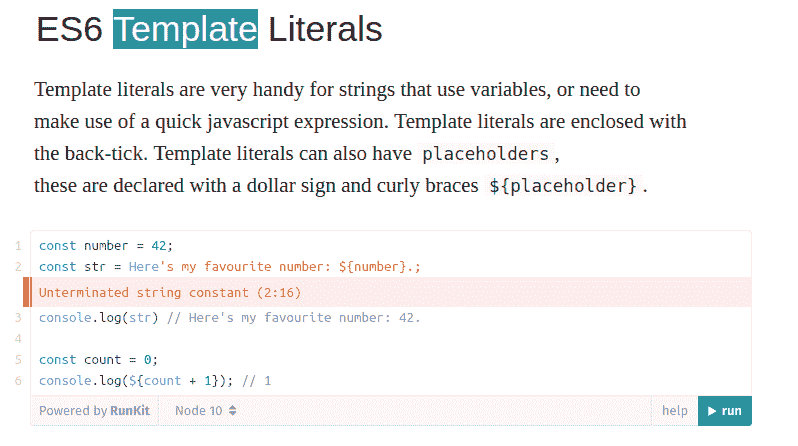 ES6 Template Literals
Template literals are very handy for strings that use variables, or need to
make use of a quick javascript expression. Template literals are enclosed with
the back-tick. Template literals can also have placeholders,
these are declared with a dollar sign and curly braces ${placeholder}.
1 const number = 42;
2 const str = Here's my favourite number: ${number}.;
Unterminated string constant (2:16)
3 console.log(str) // Here's my favourite number: 42.
4
5 const count = 0;
6 console.log(${count + 1}); // 1
Powered by RunKit Node 10 help run